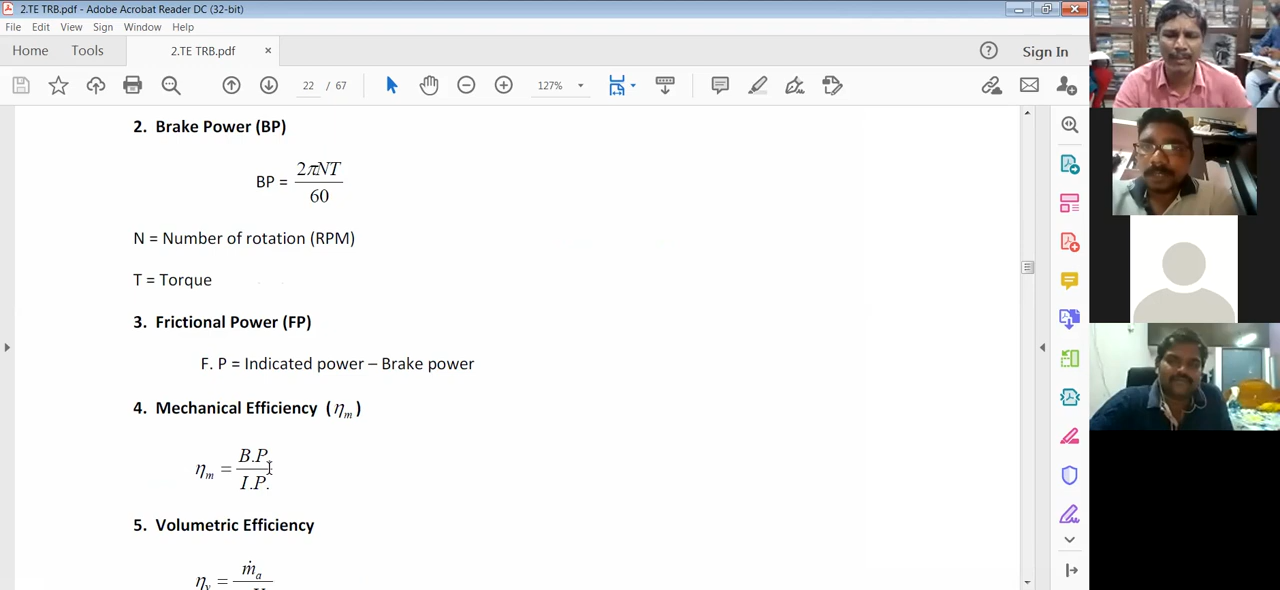 2.TE TRB.pdf - Adobe Acrobat Reader DC (32-bit)
File Edit View Sign Window Help
Home Tools 2.TE TRB.pdf × Sign In
22 / 67 127%
2. Brake Power (BP)
BP = 2πNT / 60
N = Number of rotation (RPM)
T = Torque
3. Frictional Power (FP)
F. P = Indicated power – Brake power
4. Mechanical Efficiency (ηm)
ηm = B.P. / I.P.
5. Volumetric Efficiency
ηv = ṁa